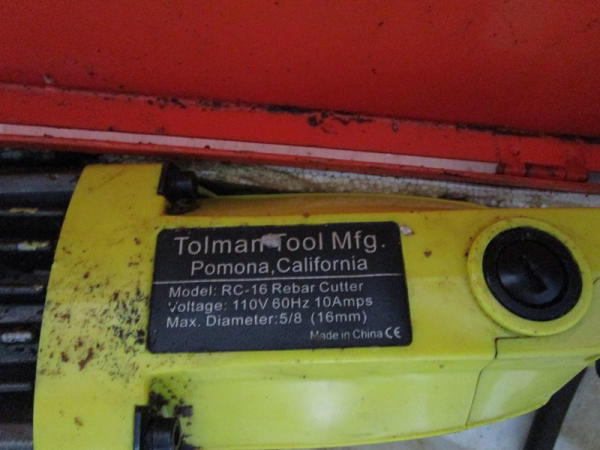 Tolman Tool Mfg.
Pomona,California
Model: RC-16 Rebar Cutter
Voltage: 110V 60Hz 10Amps
Max. Diameter:5/8 (16mm)
Made in China CE